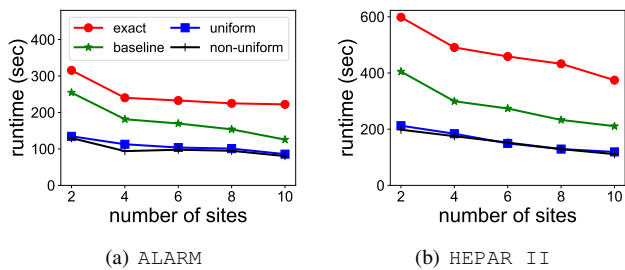 exact
uniform
baseline
non-uniform
400
300
200
100
0
runtime (sec)
2 4 6 8 10
number of sites
(a) ALARM
600
400
200
0
runtime (sec)
2 4 6 8 10
number of sites
(b) HEPAR II